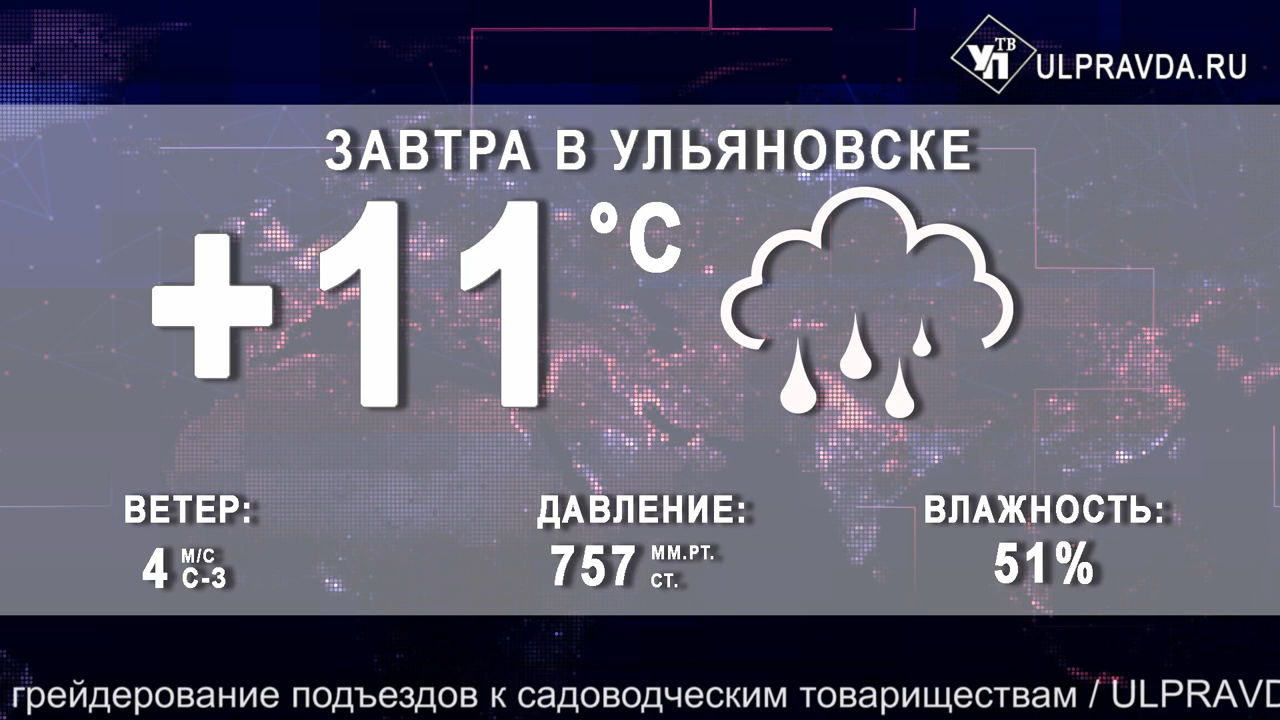 ТВ
УП
ULPRAVDA.RU
ЗАВТРА В УЛЬЯНОВСКЕ
+11 °C
ВЕТЕР:
4 М/С
С-З
ДАВЛЕНИЕ:
757 ММ.РТ.
СТ.
ВЛАЖНОСТЬ:
51%
грейдерование подъездов к садоводческим товариществам / ULPRAVD